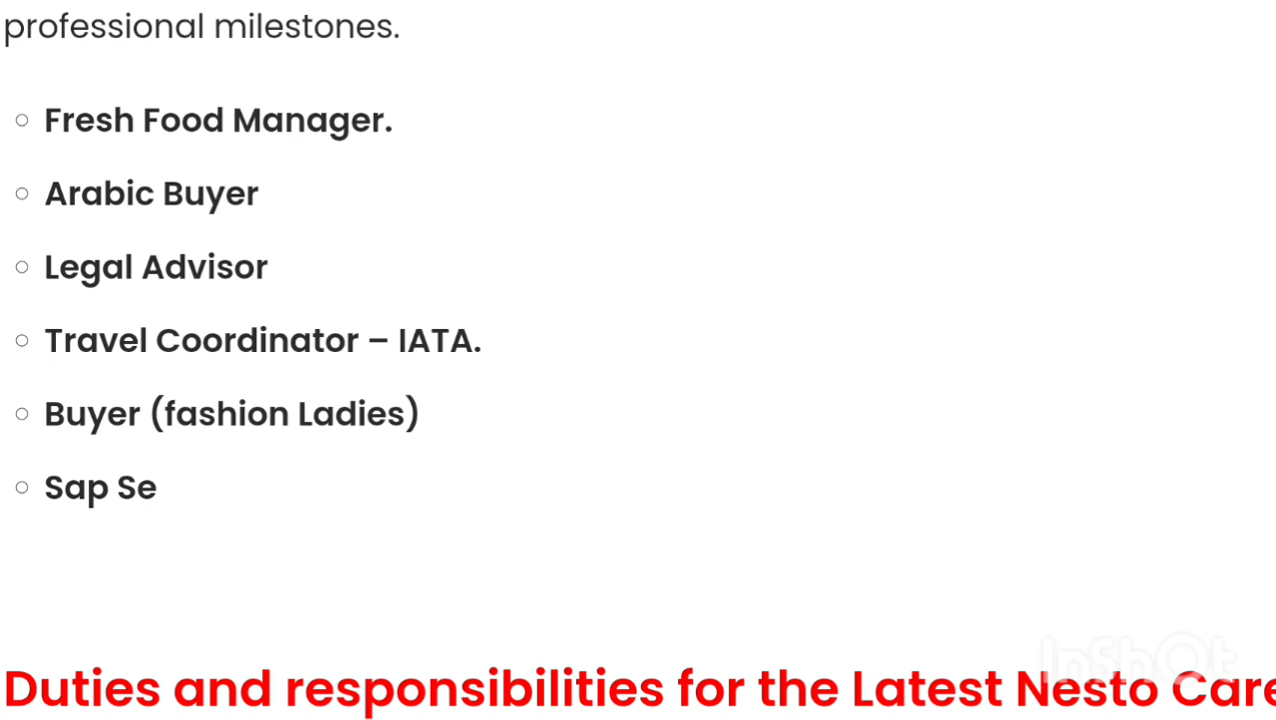 professional milestones.
Fresh Food Manager.
Arabic Buyer
Legal Advisor
Travel Coordinator – IATA.
Buyer (fashion Ladies)
Sap Se
InShOt
Duties and responsibilities for the Latest Nesto Care